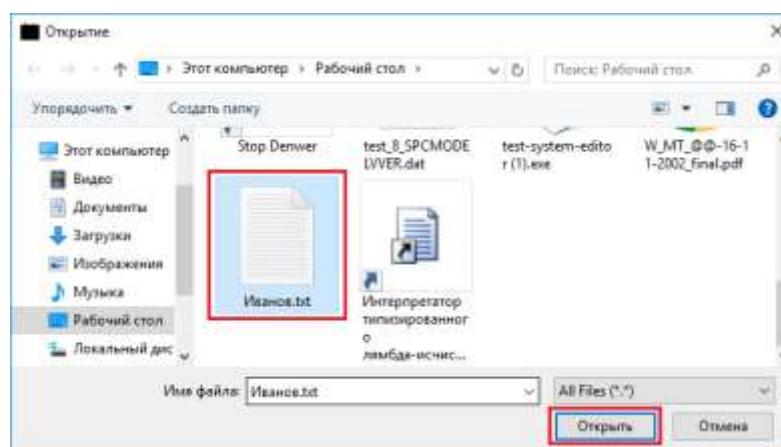 Открытие
Этот компьютер › Рабочий стол ›
Поиск: Рабочий стол
Упорядочить
Создать папку
Этот компьютер
Видео
Документы
Загрузки
Изображения
Музыка
Рабочий стол
Локальный дис
Stop Denwer
test_8_SPCMODE
LVVER.dat
test-system-edito
r (1).exe
W_MT_@@-16-1
1-2002_final.pdf
Иванов.txt
Интерпретатор
типизированног
о
лямбда-исчис...
Имя файла:
Иванов.txt
All Files (*.*)
Открыть
Отмена